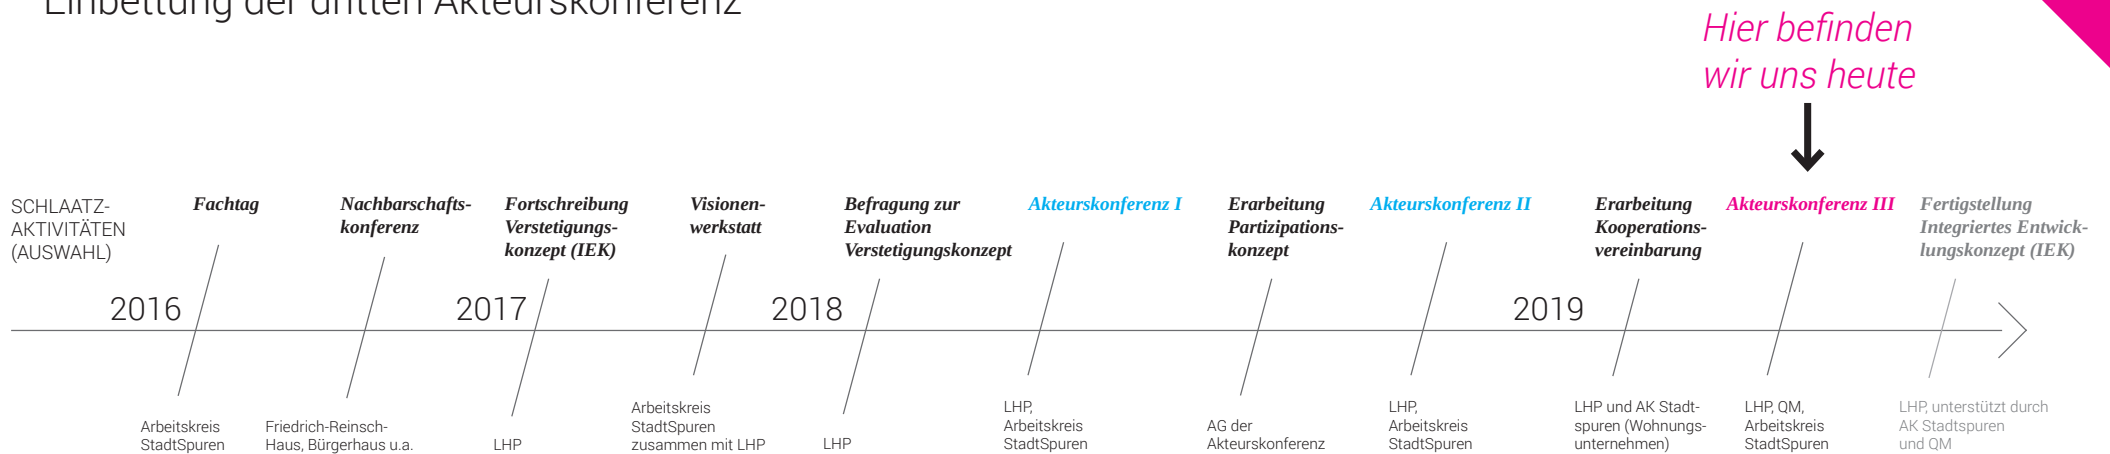 Einbettung der dritten Akteurskonferenz
Hier befinden
wir uns heute
SCHLAATZ-
AKTIVITÄTEN
(AUSWAHL)
Fachtag
Nachbarschafts-
konferenz
Fortschreibung
Verstetigungs-
konzept (IEK)
Visionen-
werkstatt
Befragung zur
Evaluation
Verstetigungskonzept
Akteurskonferenz I
Erarbeitung
Partizipations-
konzept
Akteurskonferenz II
Erarbeitung
Kooperations-
vereinbarung
Akteurskonferenz III
Fertigstellung
Integriertes Entwick-
lungskonzept (IEK)
2016
2017
2018
2019
Arbeitskreis
StadtSpuren
Friedrich-Reinsch-
Haus, Bürgerhaus u.a.
LHP
Arbeitskreis
StadtSpuren
zusammen mit LHP
LHP
LHP,
Arbeitskreis
StadtSpuren
AG der
Akteurskonferenz
LHP,
Arbeitskreis
StadtSpuren
LHP und AK Stadt-
spuren (Wohnungs-
unternehmen)
LHP, QM,
Arbeitskreis
StadtSpuren
LHP, unterstützt durch
AK Stadtspuren
und QM